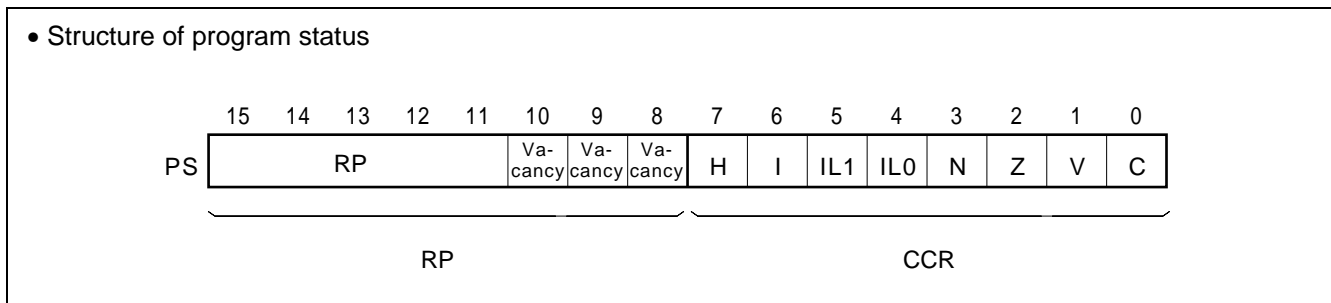 • Structure of program status
15 14 13 12 11 10 9 8 7 6 5 4 3 2 1 0
PS RP Va-cancy Va-cancy Va-cancy H I IL1 IL0 N Z V C
RP CCR